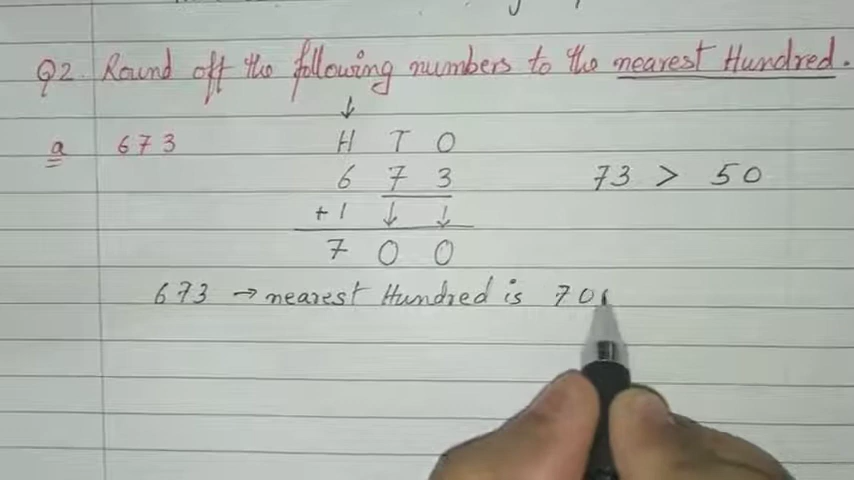 Q2. Round off the following numbers to the nearest Hundred.
↓
a 673 H T O
6 7 3 73 > 50
+1 ↓ ↓
7 0 0
673 → nearest Hundred is 70